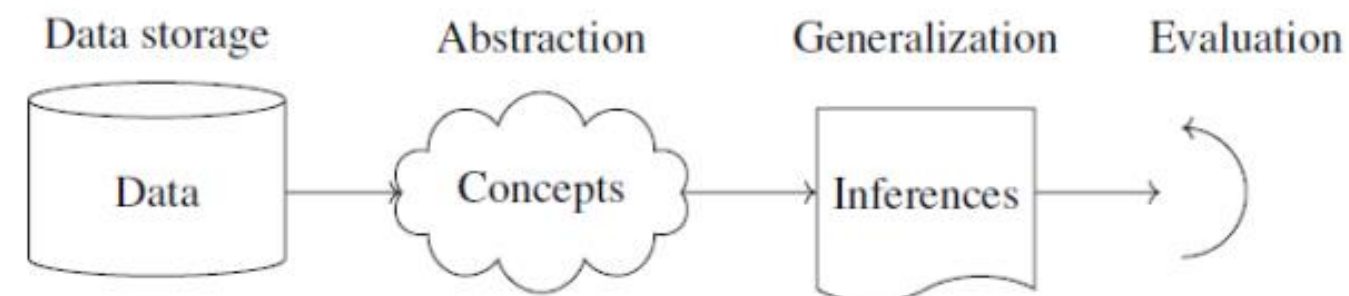 Data storage Abstraction Generalization Evaluation
Data Concepts Inferences